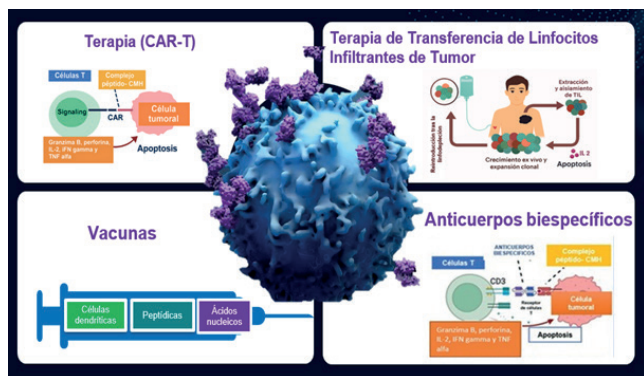 Terapia (CAR-T)
Células T
Complejo
péptido- CMH
Signaling
CAR
Célula
tumoral
Granzima B, perforina,
IL-2, IFN gamma y
TNF alfa
Apoptosis
Terapia de Transferencia de Linfocitos
Infiltrantes de Tumor
Extracción
y aislamiento
de TIL
Reintroducción tras la
linfodepleción
IL 2
Crecimiento ex vivo y
expansión clonal
Apoptosis
Vacunas
Células
dendríticas
Peptídicas
Ácidos
nucleicos
Anticuerpos biespecíficos
Células T
ANTICUERPOS
BIESPECÍFICOS
Complejo
péptido- CMH
CD3
Receptor
de células
Célula
tumoral
Granzima B, perforina,
IL-2, IFN gamma y TNF
alfa
Apoptosis